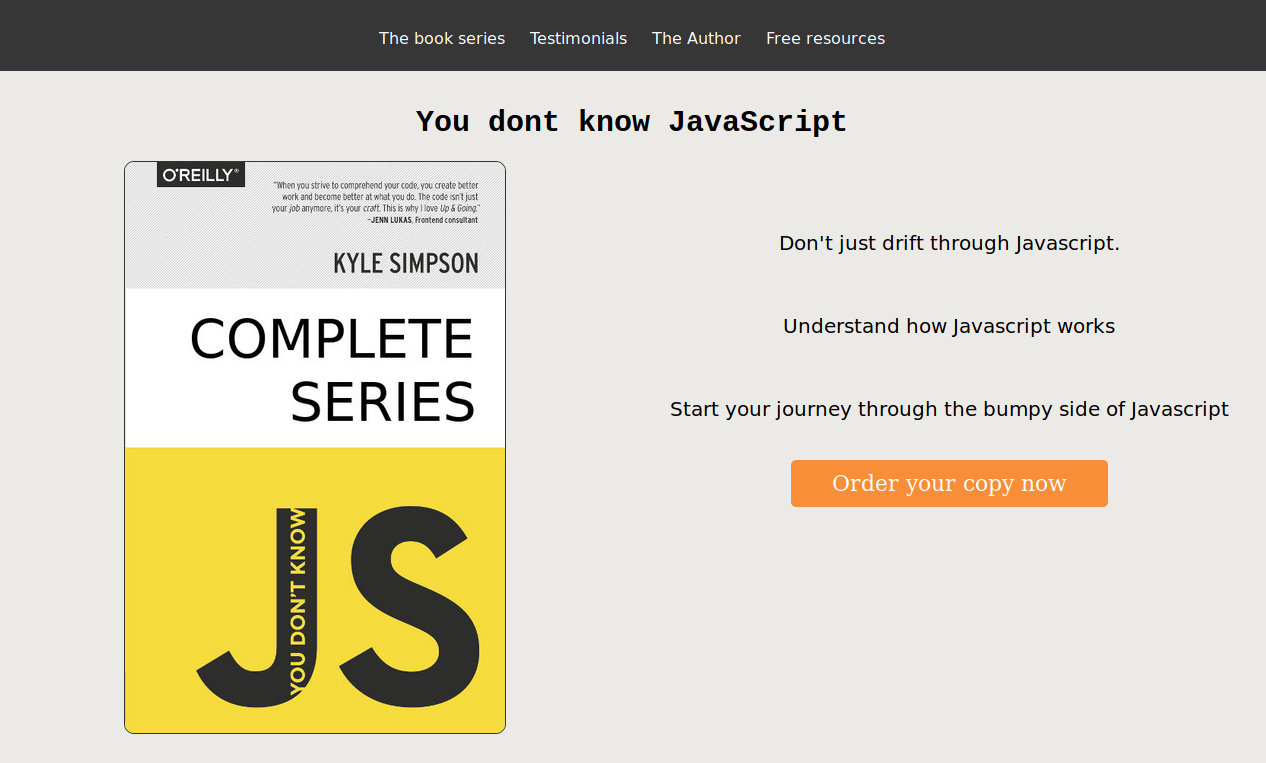 The book series Testimonials The Author Free resources
You dont know JavaScript
O'REILLY®
"When you strive to comprehend your code, you create better
work and become better at what you do. The code isn't just
your job anymore, it's your craft. This is why I love Up & Going."
–JENN LUKAS, Frontend consultant
KYLE SIMPSON
COMPLETE
SERIES
YOU DON'T KNOW
JS
Don't just drift through Javascript.
Understand how Javascript works
Start your journey through the bumpy side of Javascript
Order your copy now